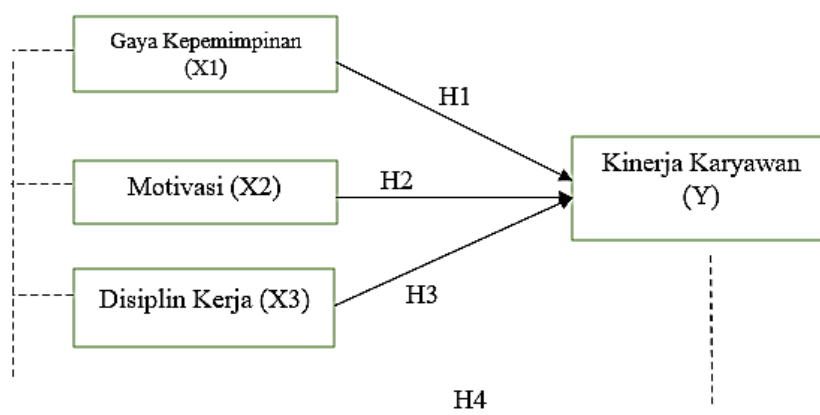 Gaya Kepemimpinan
(X1)
H1
Kinerja Karyawan
(Y)
Motivasi (X2)
H2
Disiplin Kerja (X3)
H3
H4